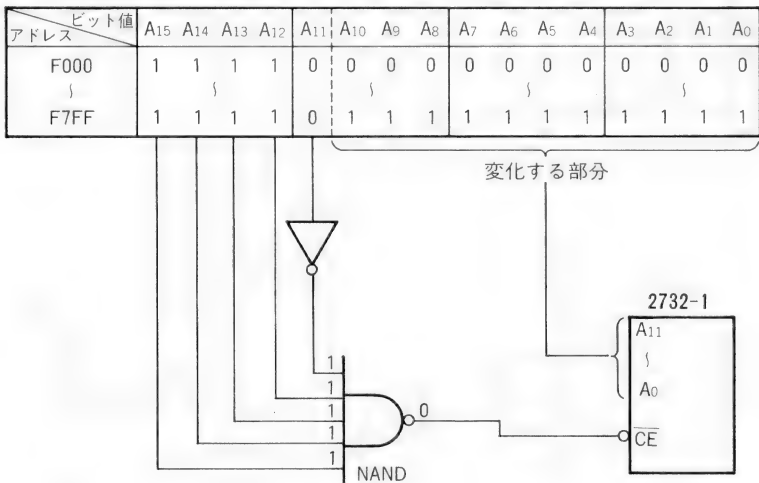 ビット値
アドレス A15 A14 A13 A12 A11 A10 A9 A8 A7 A6 A5 A4 A3 A2 A1 A0
F000 1 1 1 1 0 0 0 0 0 0 0 0 0 0 0 0
〜 〜 〜 〜 〜
F7FF 1 1 1 1 0 1 1 1 1 1 1 1 1 1 1 1
変化する部分
2732-1
A11
〜
A0
CE
1
1
1
1
1
0
NAND